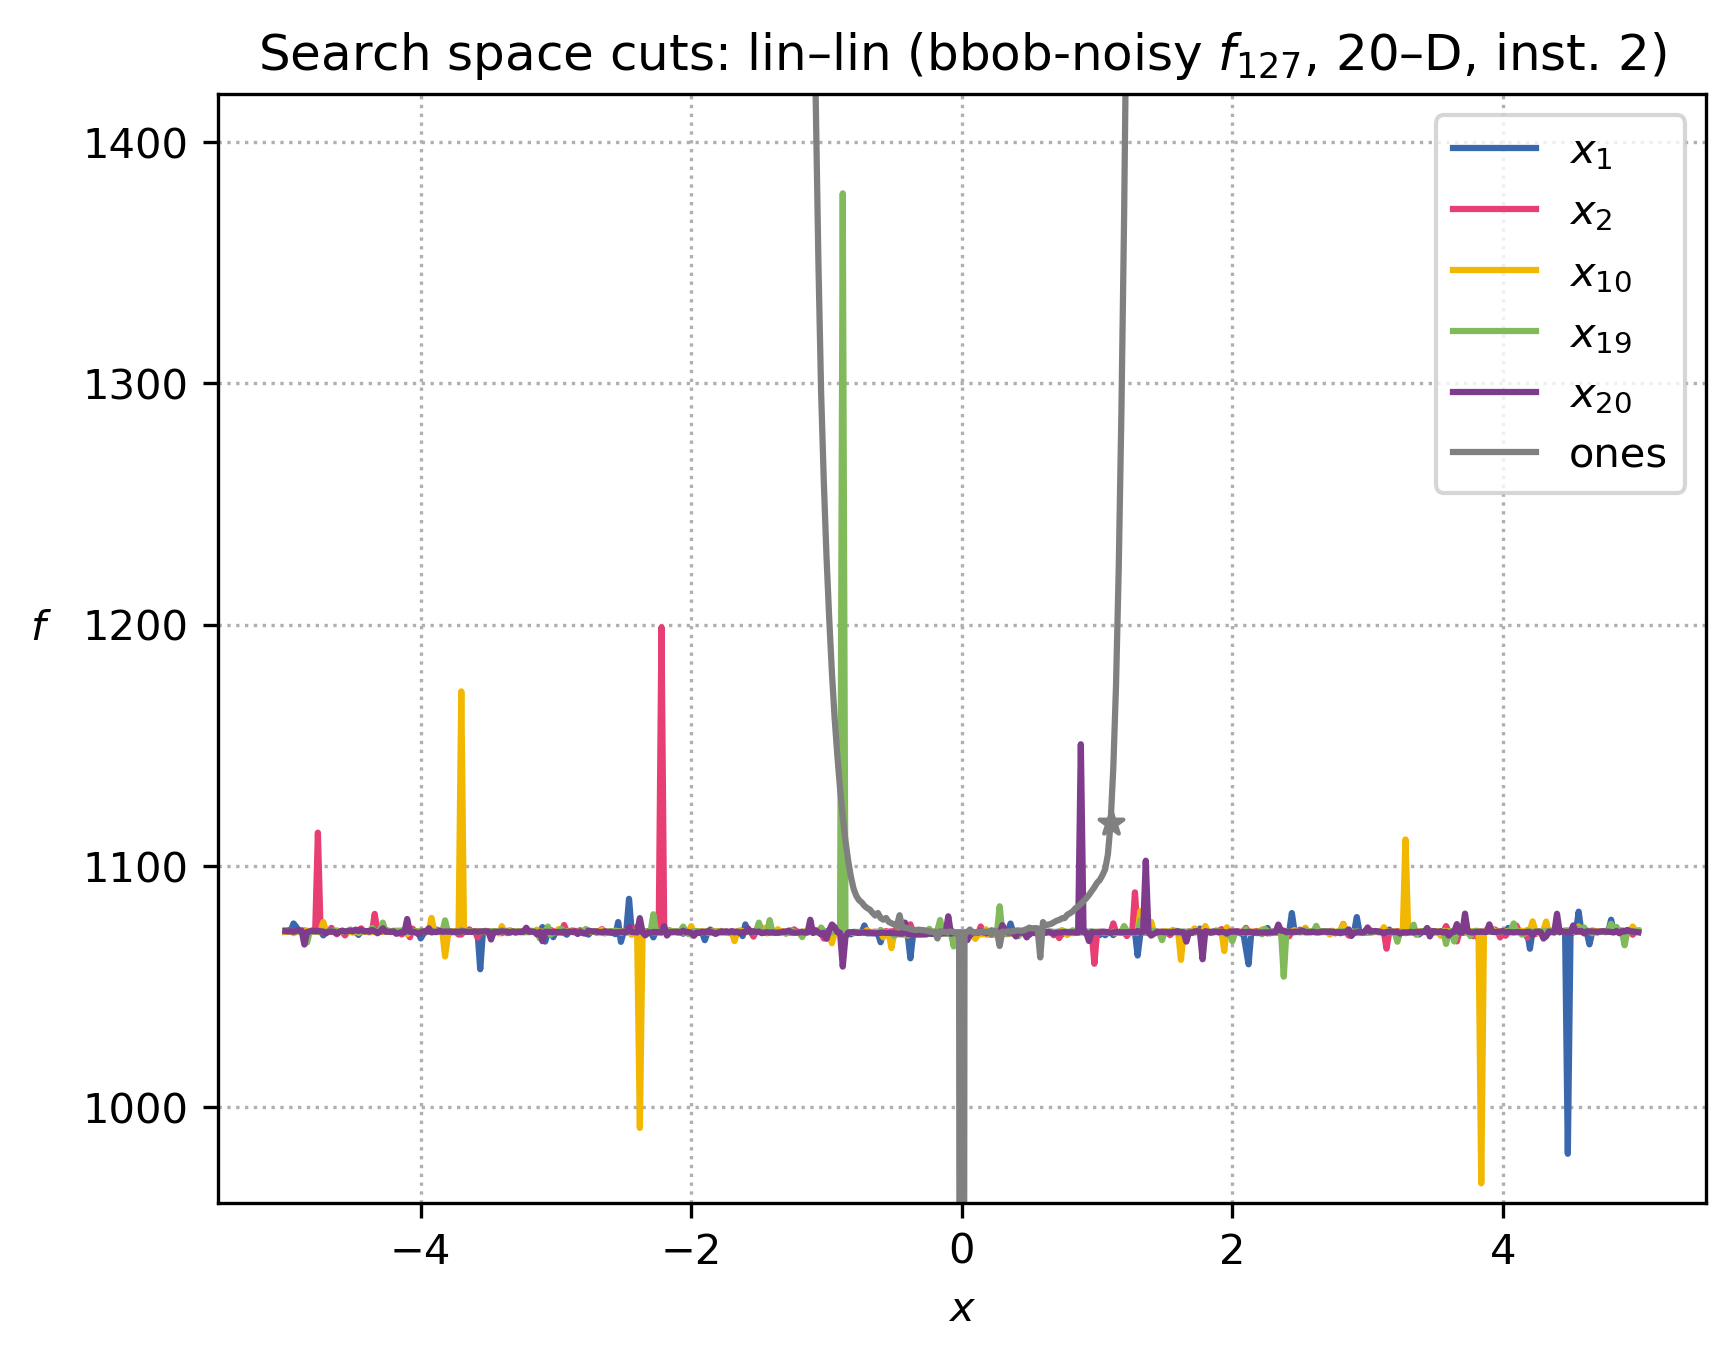 Search space cuts: lin–lin (bbob-noisy f₁₂₇, 20–D, inst. 2)
1400
1300
1200
1100
1000
f
−4
−2
0
2
4
x
x₁
x₂
x₁₀
x₁₉
x₂₀
ones